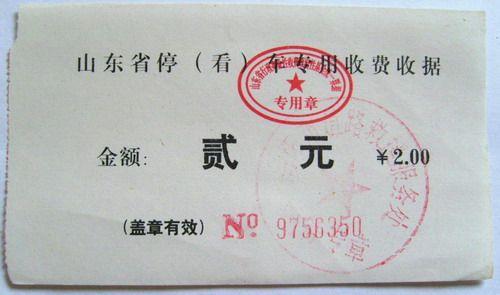 山东省停（看）车专用收费收据
专用章
金额: 贰 元 ￥2.00
(盖章有效) No 9756350